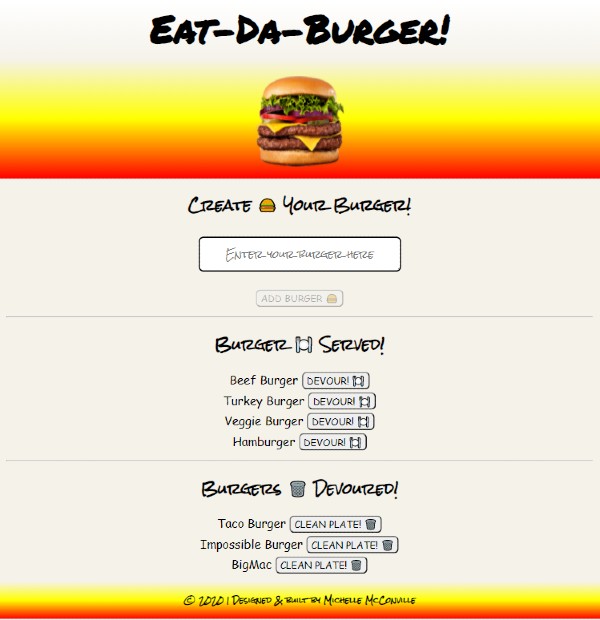 Eat-Da-Burger!
Create 🍔 Your Burger!
Enter your burger here
ADD BURGER 🍔
Burger 🍽 Served!
Beef Burger DEVOUR! 🍽
Turkey Burger DEVOUR! 🍽
Veggie Burger DEVOUR! 🍽
Hamburger DEVOUR! 🍽
Burgers 🗑 Devoured!
Taco Burger CLEAN PLATE! 🗑
Impossible Burger CLEAN PLATE! 🗑
BigMac CLEAN PLATE! 🗑
© 2020 | Designed & built by Michelle McConville